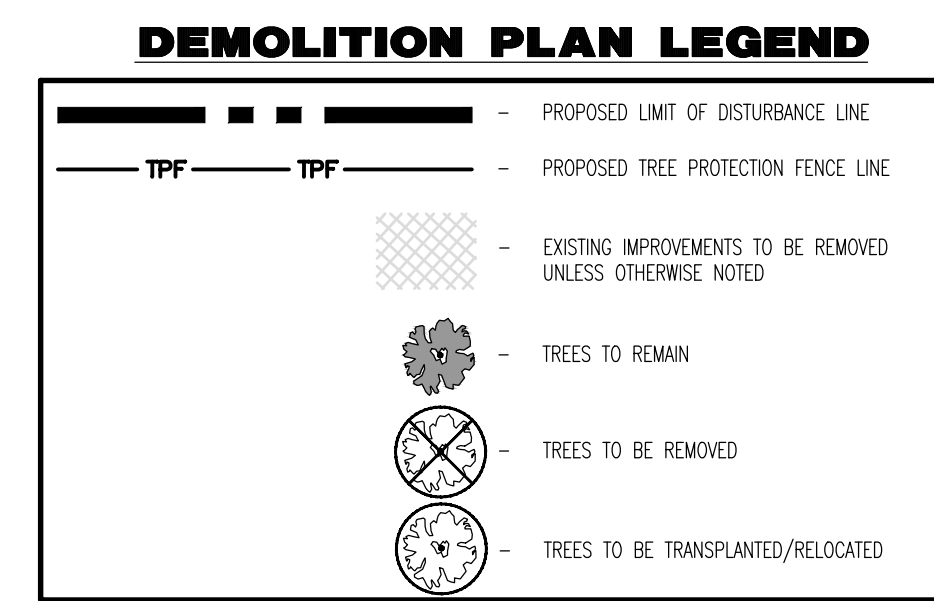 DEMOLITION PLAN LEGEND
- PROPOSED LIMIT OF DISTURBANCE LINE
TPF TPF - PROPOSED TREE PROTECTION FENCE LINE
- EXISTING IMPROVEMENTS TO BE REMOVED
UNLESS OTHERWISE NOTED
- TREES TO REMAIN
- TREES TO BE REMOVED
- TREES TO BE TRANSPLANTED/RELOCATED